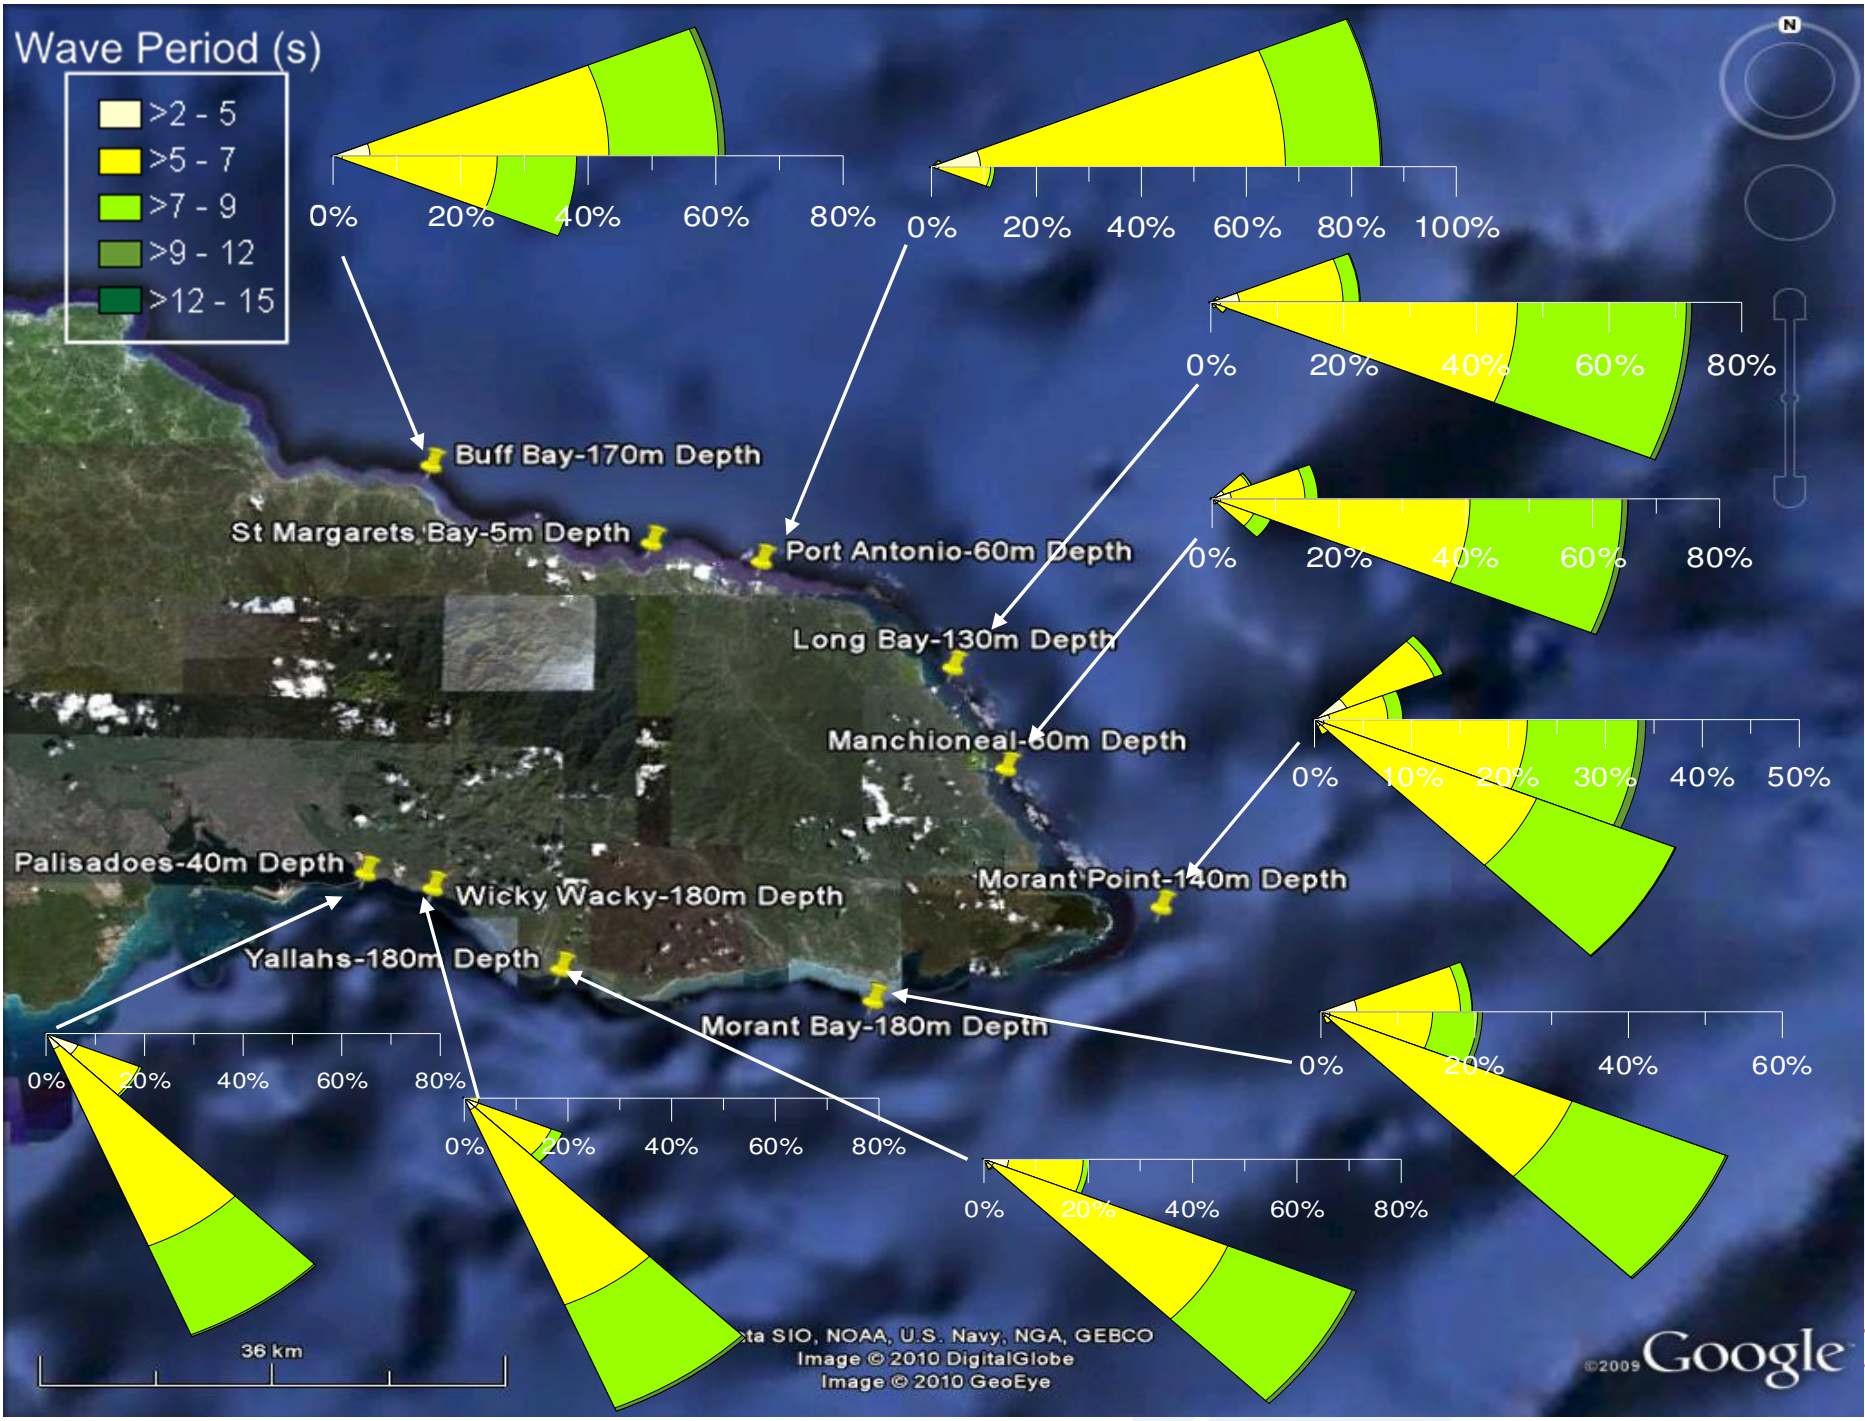 Wave Period (s)
>2 - 5
>5 - 7
>7 - 9
>9 - 12
>12 - 15
N
0% 20% 40% 60% 80%
0% 20% 40% 60% 80% 100%
0% 20% 40% 60% 80%
Buff Bay-170m Depth
St Margarets Bay-5m Depth
Port Antonio-60m Depth
0% 20% 40% 60% 80%
Long Bay-130m Depth
Manchioneal-60m Depth
0% 10% 20% 30% 40% 50%
Palisadoes-40m Depth
Wicky Wacky-180m Depth
Morant Point-140m Depth
Yallahs-180m Depth
Morant Bay-180m Depth
0% 20% 40% 60%
0% 20% 40% 60% 80%
0% 20% 40% 60% 80%
0% 20% 40% 60% 80%
36 km
ta SIO, NOAA, U.S. Navy, NGA, GEBCO
Image © 2010 DigitalGlobe
Image © 2010 GeoEye
©2009 Google